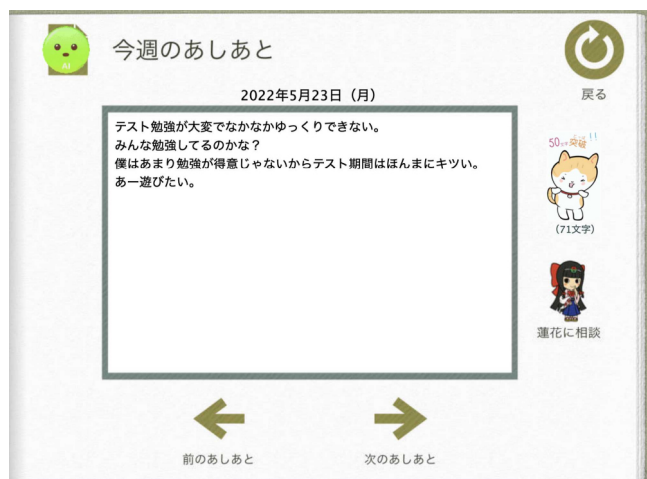 今週のあしあと
AI
戻る
2022年5月23日（月）
テスト勉強が大変でなかなかゆっくりできない。
みんな勉強してるのかな？
僕はあまり勉強が得意じゃないからテスト期間はほんまにキツい。
あー遊びたい。
50文字突破!!
(71文字)
蓮花に相談
前のあしあと
次のあしあと